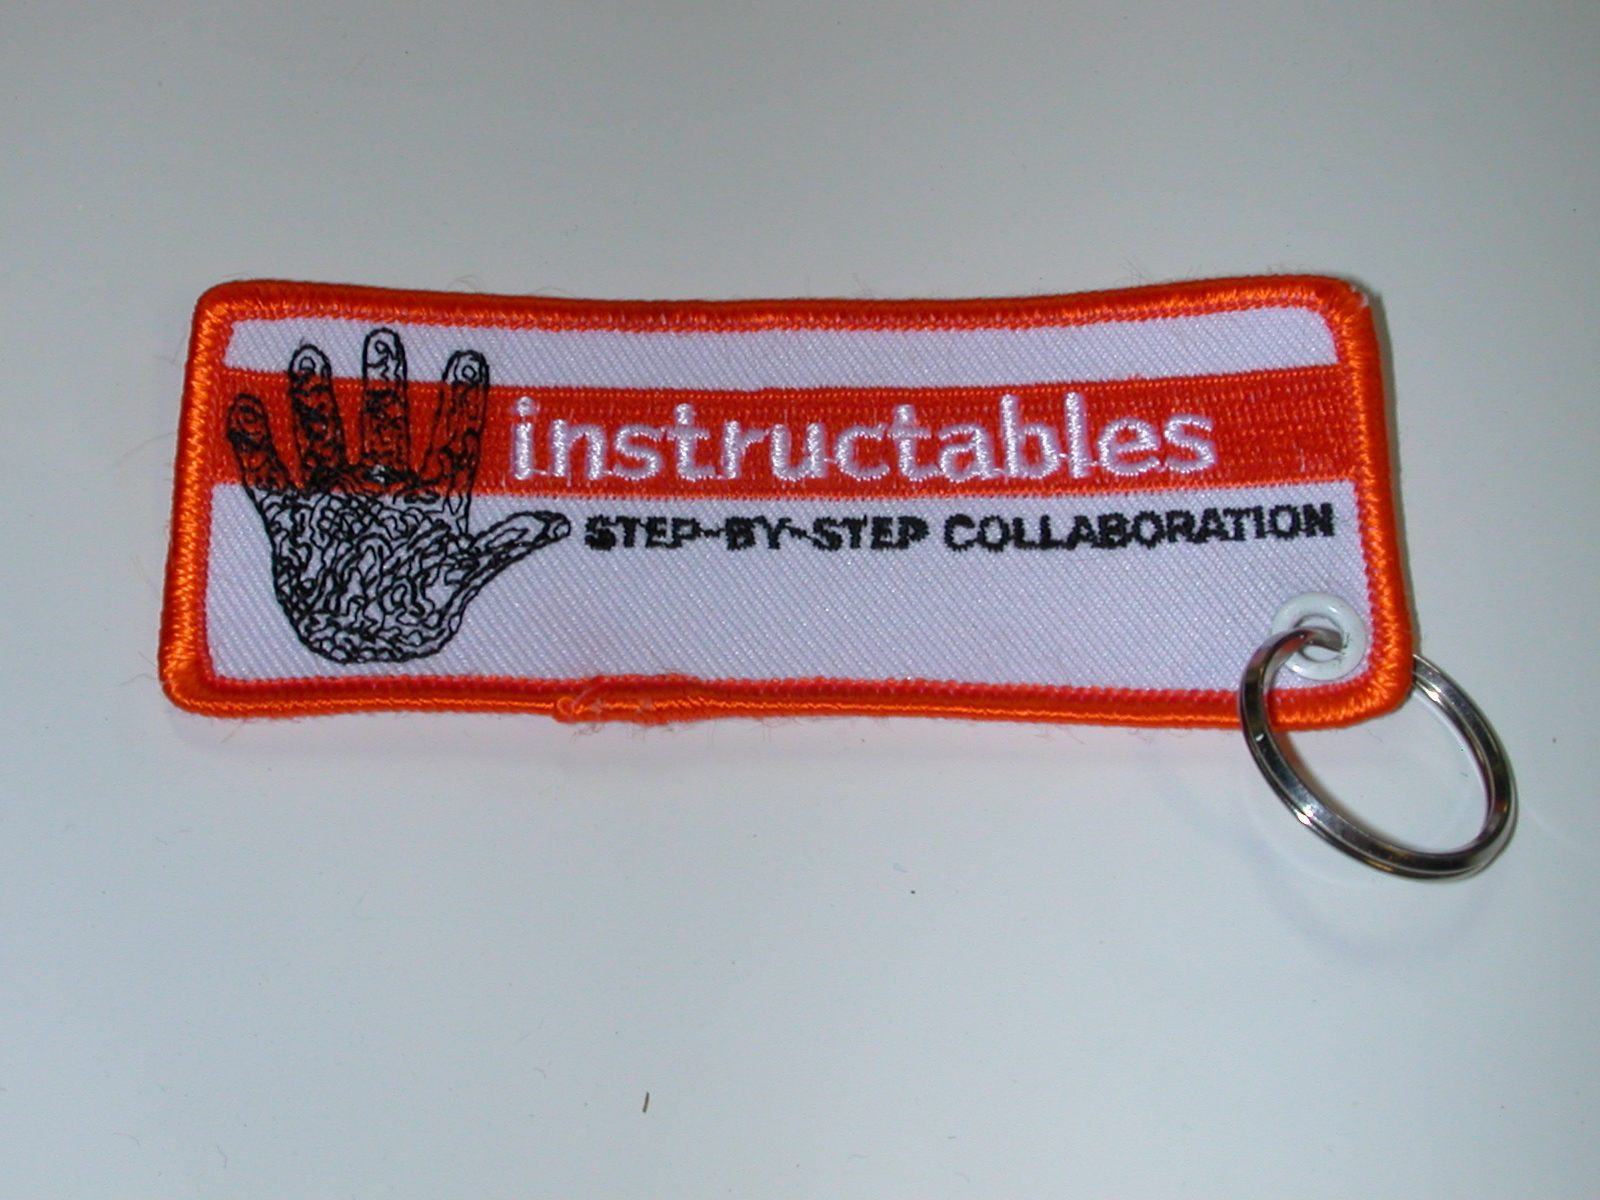 instructables
STEP-BY-STEP COLLABORATION